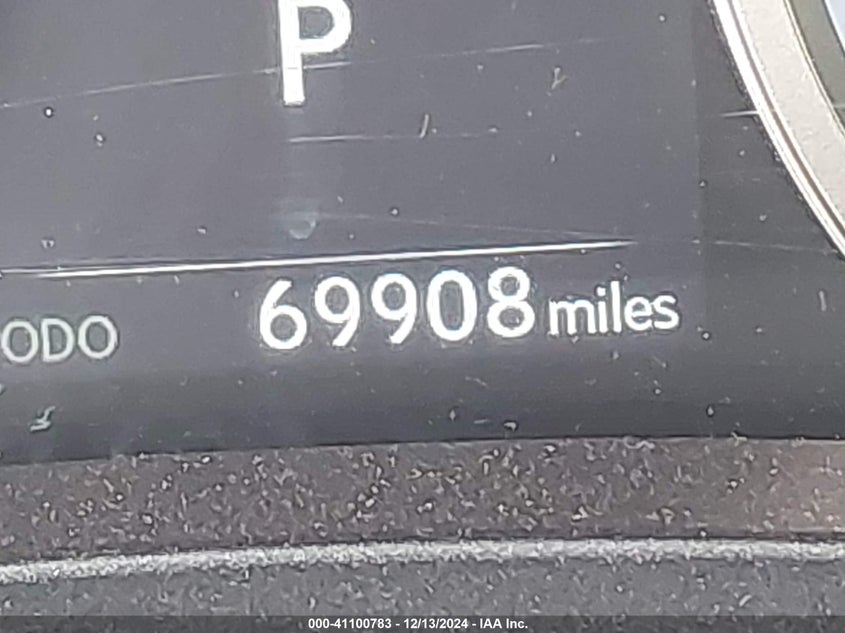 P
ODO 69908 miles
000-41100783 - 12/13/2024 - IAA Inc.